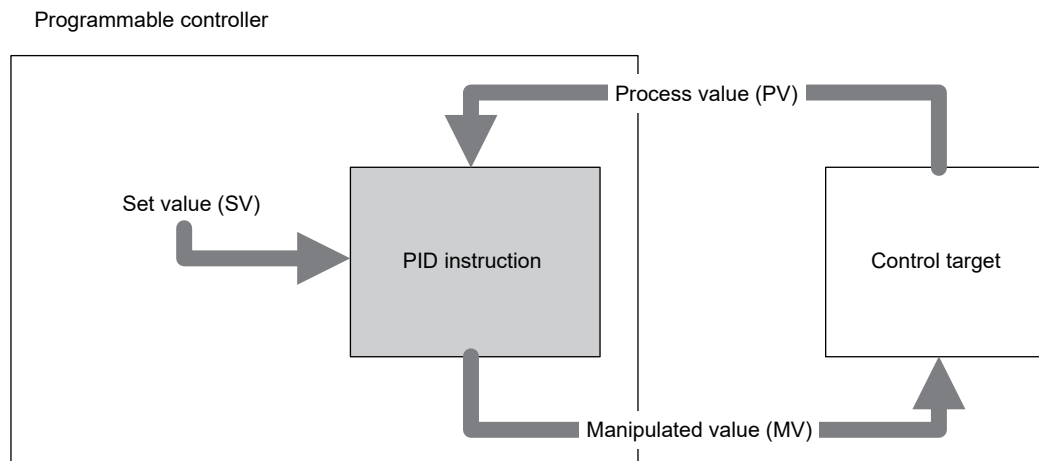 Programmable controller
Process value (PV)
Set value (SV)
PID instruction
Control target
Manipulated value (MV)